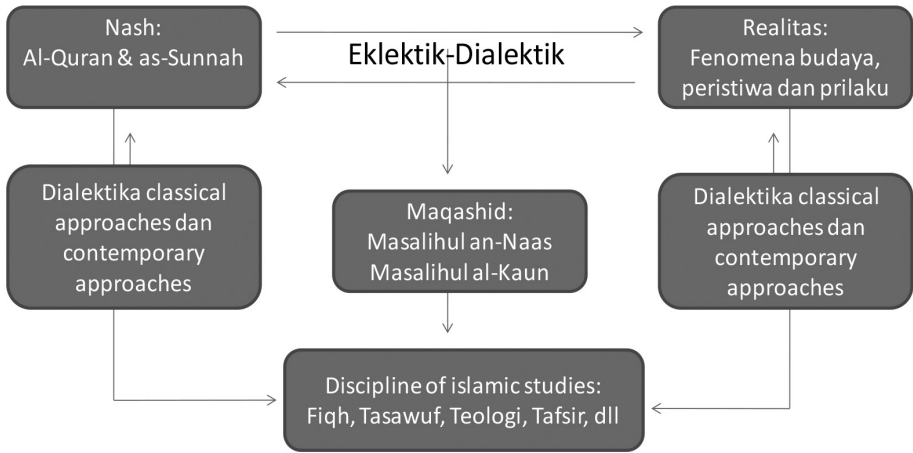 Nash:
Al-Quran & as-Sunnah
Eklektik-Dialektik
Realitas:
Fenomena budaya,
peristiwa dan prilaku
Dialektika classical
approaches dan
contemporary
approaches
Maqashid:
Masalihul an-Naas
Masalihul al-Kaun
Dialektika classical
approaches dan
contemporary
approaches
Discipline of islamic studies:
Fiqh, Tasawuf, Teologi, Tafsir, dll